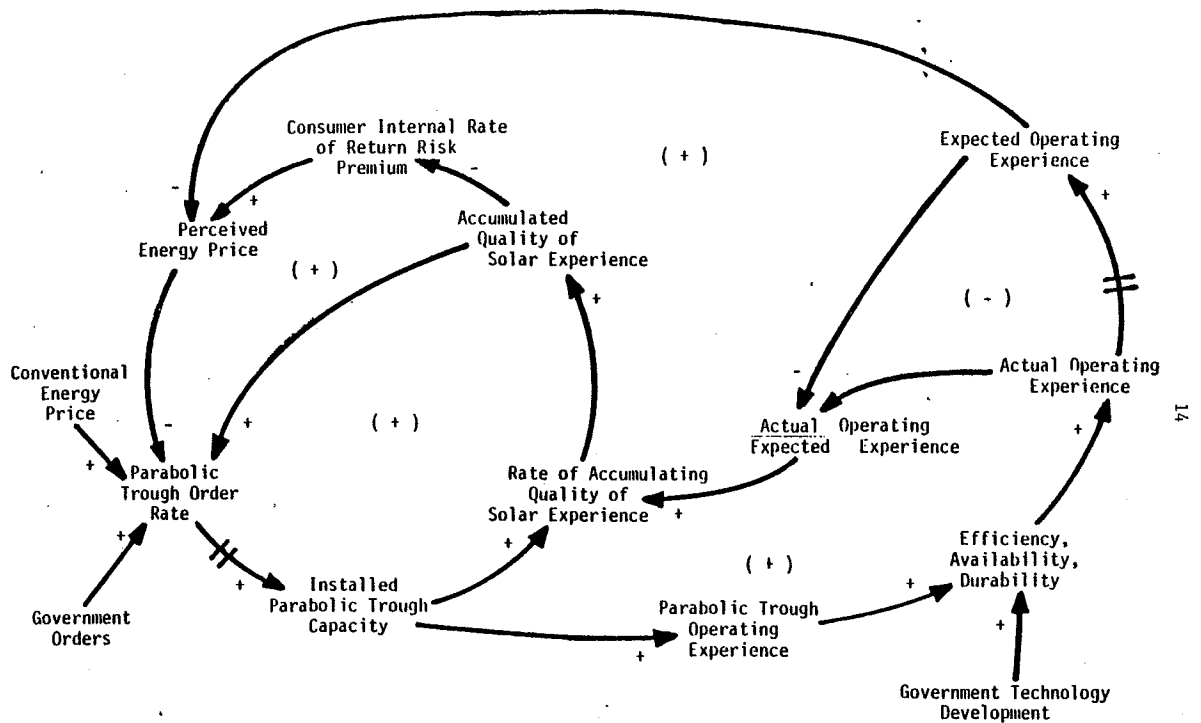 Consumer Internal Rate
of Return Risk
Premium
( + )
Expected Operating
Experience
-
+
-
+
Perceived
Energy Price
Accumulated
Quality of
Solar Experience
( + )
+
( - )
Conventional
Energy
Price
Actual Operating
Experience
-
-
+
( + )
+
Actual Operating
Expected Experience
14
+
Parabolic
Trough Order
Rate
Rate of Accumulating
Quality of
Solar Experience
+
+
+
Efficiency,
Availability,
Durability
( + )
+
Installed
Parabolic Trough
Capacity
+
Parabolic Trough
Operating
Experience
+
Government
Orders
+
Government Technology
Development